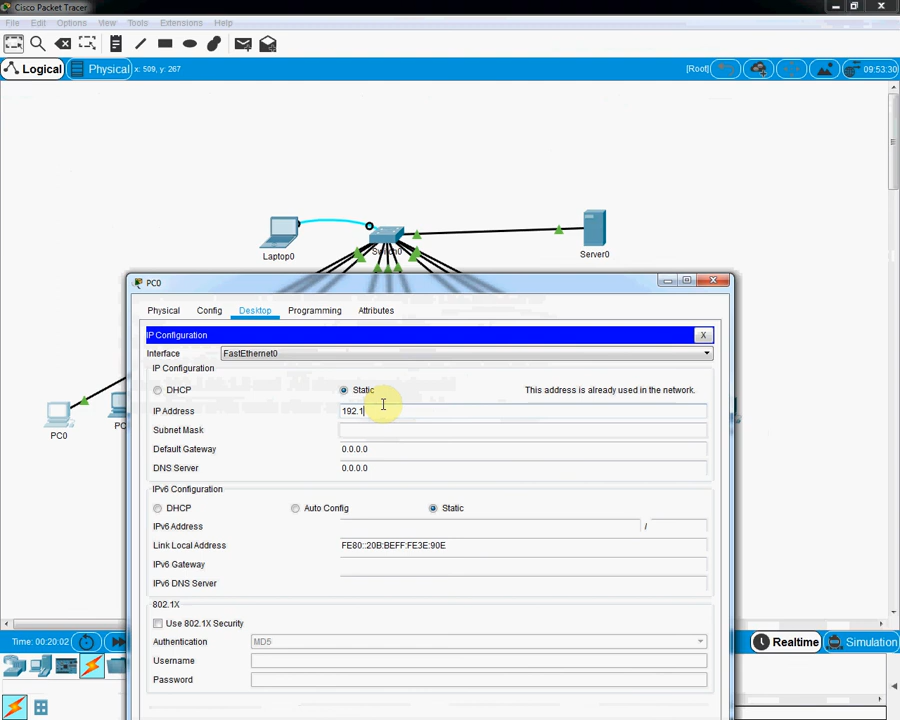 Cisco Packet Tracer
File Edit Options View Tools Extensions Help
Logical Physical x: 509, y: 267 [Root] 09:53:30
Laptop0
Switch0
Server0
PC0
PC0
Physical Config Desktop Programming Attributes
IP Configuration X
Interface FastEthernet0
IP Configuration
DHCP Static This address is already used in the network.
IP Address 192.1
Subnet Mask
Default Gateway 0.0.0.0
DNS Server 0.0.0.0
IPv6 Configuration
DHCP Auto Config Static
IPv6 Address /
Link Local Address FE80::20B:BEFF:FE3E:90E
IPv6 Gateway
IPv6 DNS Server
802.1X
Use 802.1X Security
Authentication MD5
Username
Password
Time: 00:20:02 Realtime Simulation